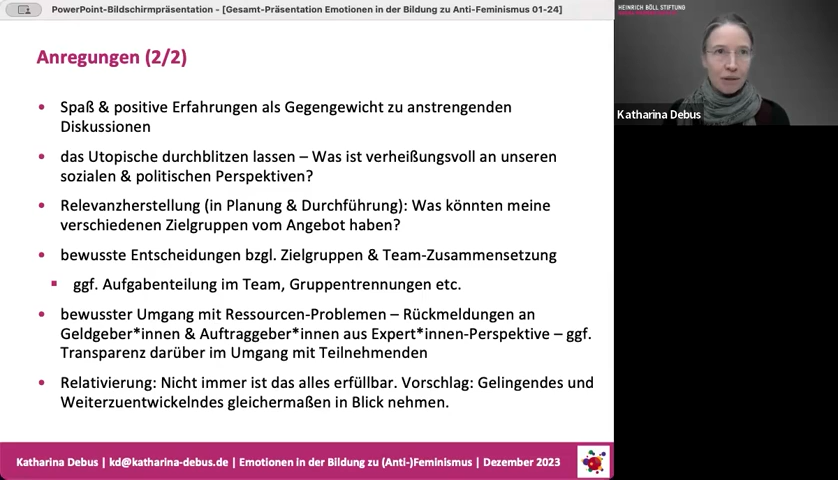 PowerPoint-Bildschirmpräsentation - [Gesamt-Präsentation Emotionen in der Bildung zu Anti-Feminismus 01-24]
HEINRICH BÖLL STIFTUNG
Katharina Debus
Anregungen (2/2)
• Spaß & positive Erfahrungen als Gegengewicht zu anstrengenden
Diskussionen
• das Utopische durchblitzen lassen – Was ist verheißungsvoll an unseren
sozialen & politischen Perspektiven?
• Relevanzherstellung (in Planung & Durchführung): Was könnten meine
verschiedenen Zielgruppen vom Angebot haben?
• bewusste Entscheidungen bzgl. Zielgruppen & Team-Zusammensetzung
▪ ggf. Aufgabenteilung im Team, Gruppentrennungen etc.
• bewusster Umgang mit Ressourcen-Problemen – Rückmeldungen an
Geldgeber*innen & Auftraggeber*innen aus Expert*innen-Perspektive – ggf.
Transparenz darüber im Umgang mit Teilnehmenden
• Relativierung: Nicht immer ist das alles erfüllbar. Vorschlag: Gelingendes und
Weiterzuentwickelndes gleichermaßen in Blick nehmen.
Katharina Debus | kd@katharina-debus.de | Emotionen in der Bildung zu (Anti-)Feminismus | Dezember 2023